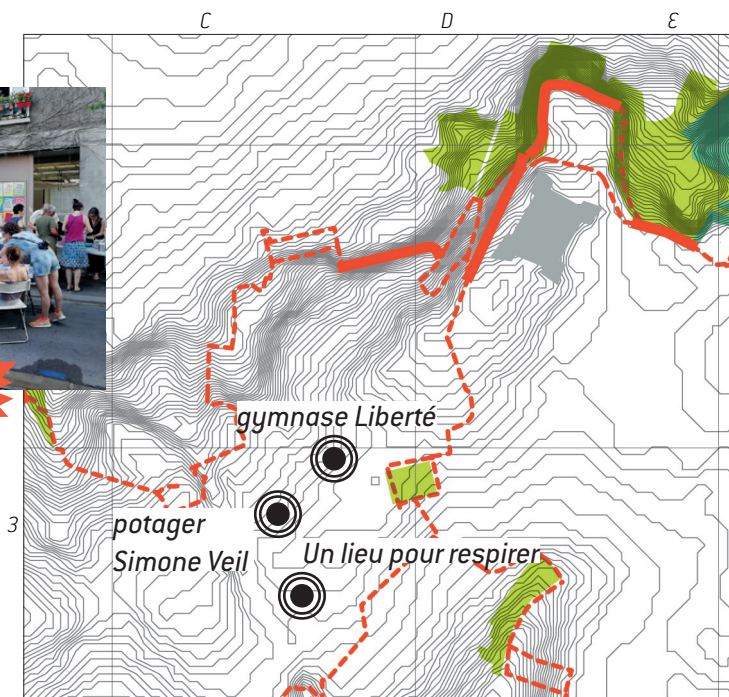 C D E
gymnase Liberté
3
potager
Simone Veil
Un lieu pour respirer